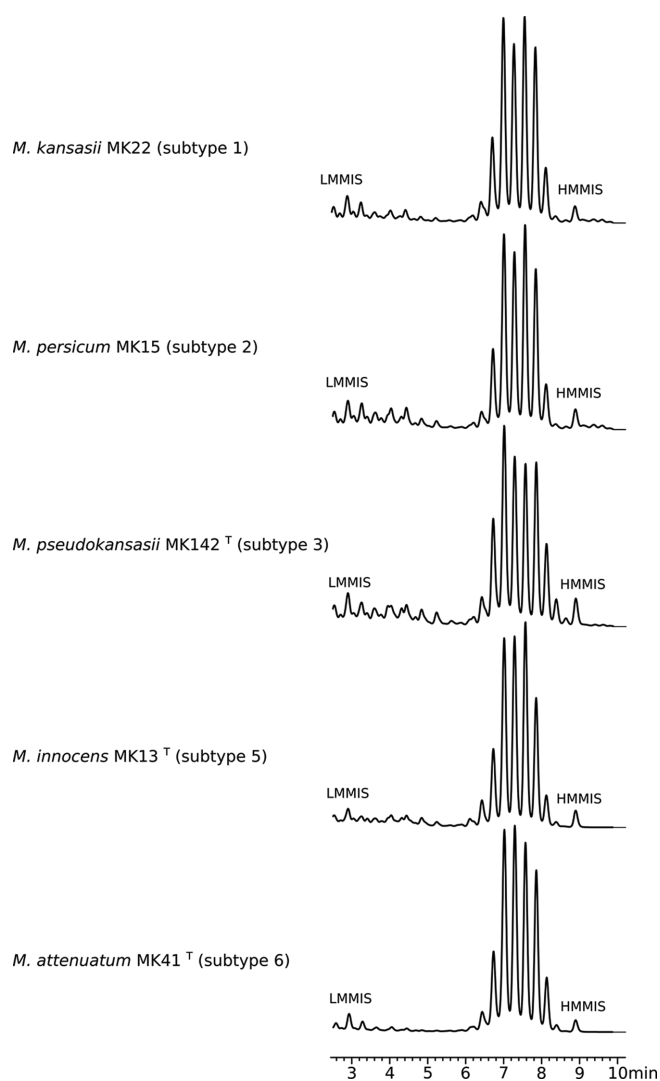 M. kansasii MK22 (subtype 1)
LMMIS
HMMIS
M. persicum MK15 (subtype 2)
LMMIS
HMMIS
M. pseudokansasii MK142 T (subtype 3)
LMMIS
HMMIS
M. innocens MK13 T (subtype 5)
LMMIS
HMMIS
M. attenuatum MK41 T (subtype 6)
LMMIS
HMMIS
3 4 5 6 7 8 9 10min